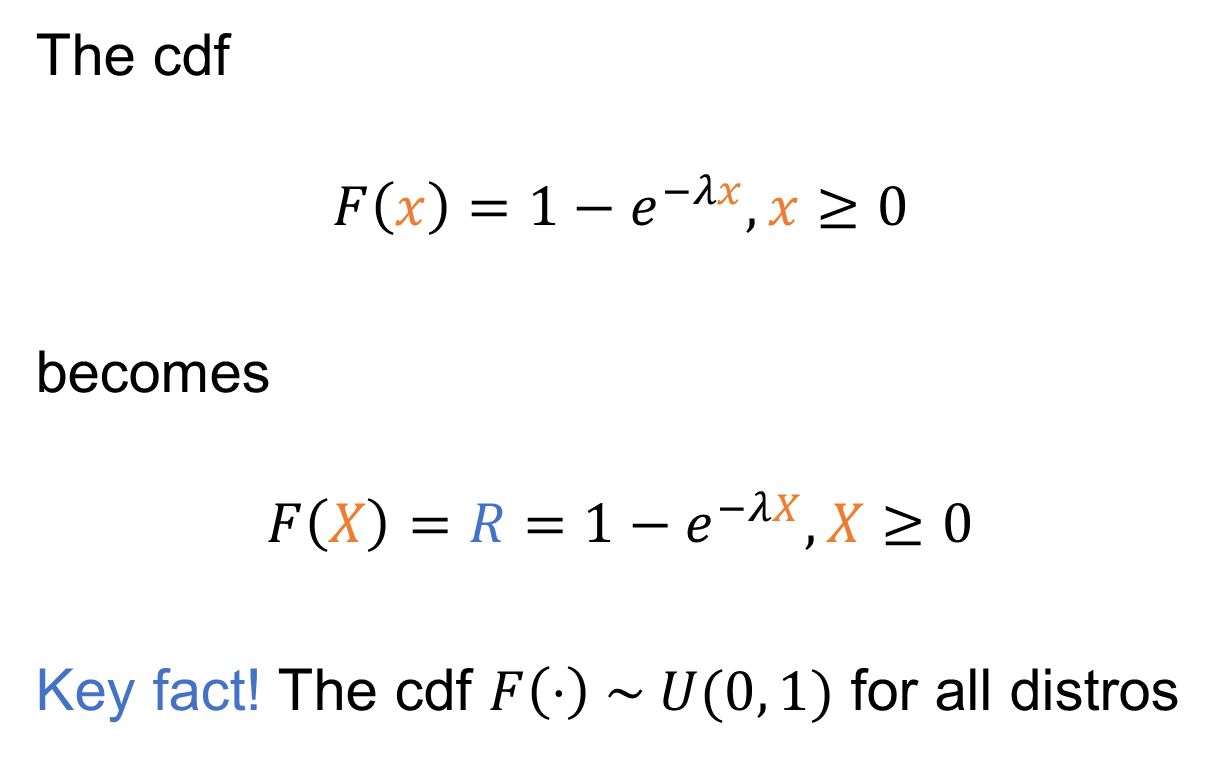 The cdf
F(x) = 1 − e^{−λx}, x ≥ 0
becomes
F(X) = R = 1 − e^{−λX}, X ≥ 0
Key fact! The cdf F(·) ~ U(0, 1) for all distros